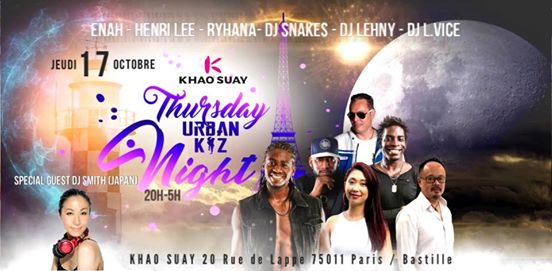 ENAH - HENRI LEE - RYHANA- DJ SNAKES - DJ LEHNY - DJ L.VICE
JEUDI 17 OCTOBRE
K
KHAO SUAY
Thursday
URBAN
KIZ
Night
SPECIAL GUEST DJ SMITH (JAPAN)
20H-5H
KHAO SUAY 20 Rue de Lappe 75011 Paris / Bastille